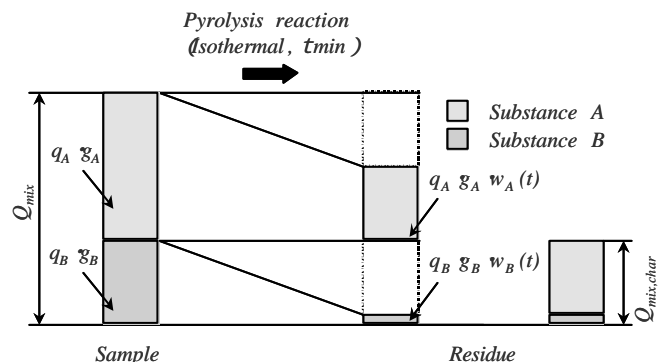 Pyrolysis reaction
(Isothermal, tmin )
Substance A
Substance B
q_A g_A
q_A g_A w_A (t)
Q_mix
q_B g_B
q_B g_B w_B (t)
Q_mix,char
Sample
Residue